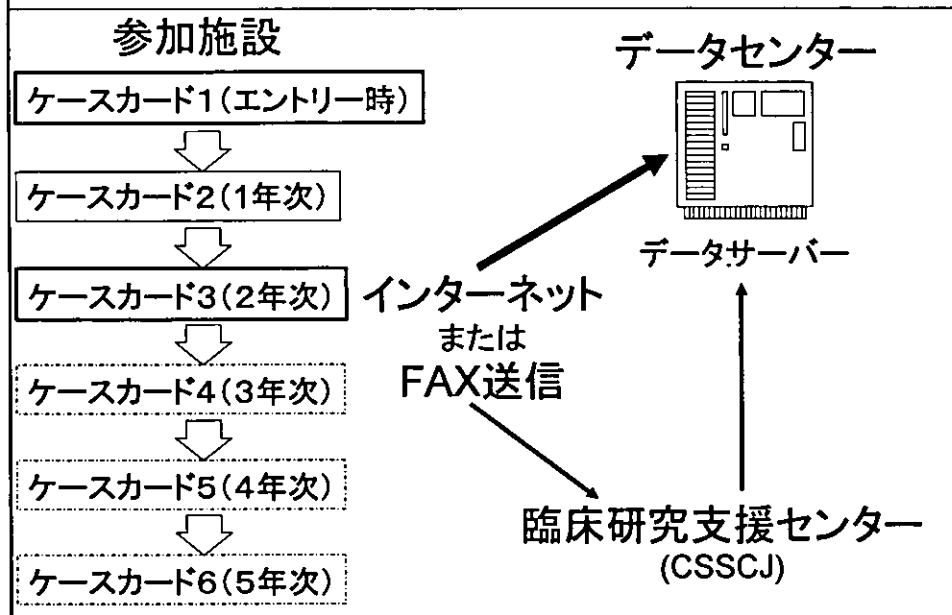 参加施設
ケースカード1(エントリー時)
ケースカード2(1年次)
ケースカード3(2年次)
ケースカード4(3年次)
ケースカード5(4年次)
ケースカード6(5年次)
インターネット
または
FAX送信
データセンター
データサーバー
臨床研究支援センター
(CSSCJ)